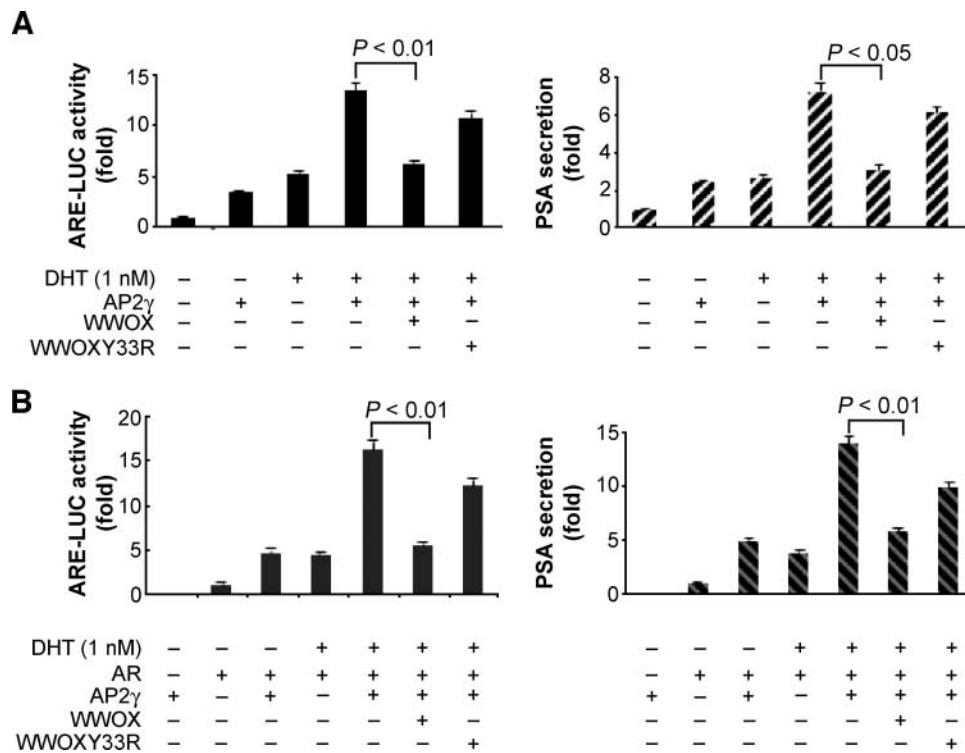 A
P < 0.01
P < 0.05
ARE-LUC activity
(fold)
15
10
5
0
PSA secretion
(fold)
8
6
4
2
0
DHT (1 nM) – – + + + + – – + + + +
AP2γ – + – + + + – + – + + +
WWOX – – – – + – – – – – + –
WWOXY33R – – – – – + – – – – – +
B
P < 0.01
P < 0.01
ARE-LUC activity
(fold)
20
15
10
5
0
PSA secretion
(fold)
15
10
5
0
DHT (1 nM) – – – + + + + – – – + + + +
AR – + + + + + + – + + + + + +
AP2γ + – + – + + + + – + – + + +
WWOX – – – – – + – – – – – – + –
WWOXY33R – – – – – – + – – – – – – +